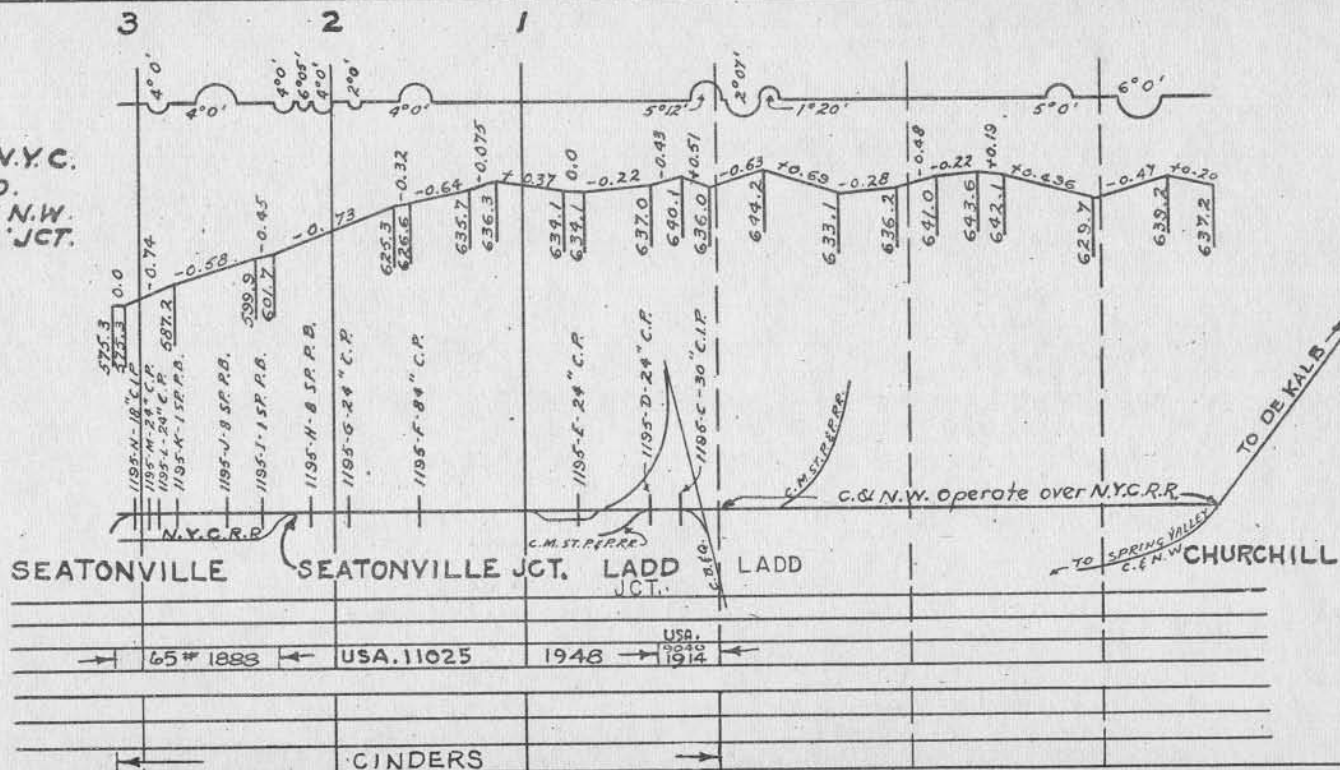 3 2 1
4°0' 4°0' 4°0' 6°05' 4°0' 2°0' 4°0' 5°12' 2°07' 1°20' 5°0' 6°0'
N.Y.C.
N.W.
JCT.
0.0 -0.74 -0.58 -0.45 -0.73 -0.32 -0.64 -0.075 + 0.37 0.0 -0.22 -0.43 +0.51 -0.63 +0.69 -0.28 -0.48 -0.22 +0.19 +0.436 -0.47 +0.20
575.3 575.3 687.2 599.9 601.7 625.3 626.6 635.7 636.3 634.1 634.1 637.0 640.1 636.0 644.2 633.1 636.2 641.0 643.6 642.1 629.7 639.2 637.2
1195-N-18" C.I.P.
1195-M-24" C.P.
1195-L-24" C.P.
1195-K-1 SP. P.B.
1195-J-8 SP. P.B.
1195-I-1 SP. P.B.
1195-H-8 SP. P.B.
1195-G-24" C.P.
1195-F-84" C.P.
1195-E-24" C.P.
1195-D-24" C.P.
1195-C-30" C.I.P.
C.M.ST.P.&P.RR.
TO DE KALB
C.& N.W. operate over N.Y.C.R.R.
N.Y.C.R.R
C.M.ST.P.&P.RR
C.B.& Q.
TO SPRING VALLEY
C.& N.W
SEATONVILLE SEATONVILLE JCT. LADD JCT. LADD CHURCHILL
65# 1888 USA.11025 1948 USA. 9040 1914
CINDERS